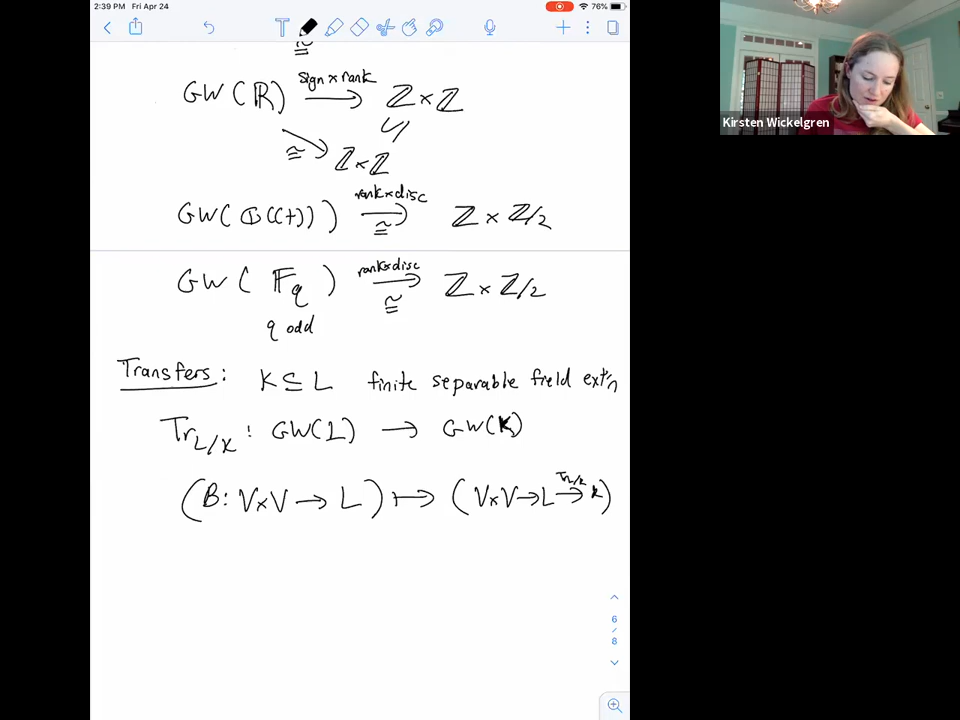 2:39 PM Fri Apr 24
76%
≅
GW(ℝ) sign × rank → ℤ × ℤ
≅ ℤ × ℤ
GW(ℂ((t))) rank × disc → ≅ ℤ × ℤ/2
GW(𝔽q) rank × disc → ≅ ℤ × ℤ/2
q odd
Transfers: K ⊆ L finite separable field ext'n
Tr_{L/K} : GW(L) → GW(K)
(B: V×V → L) ↦ (V×V → L Tr_{L/K} → K)
6
/
8
Kirsten Wickelgren